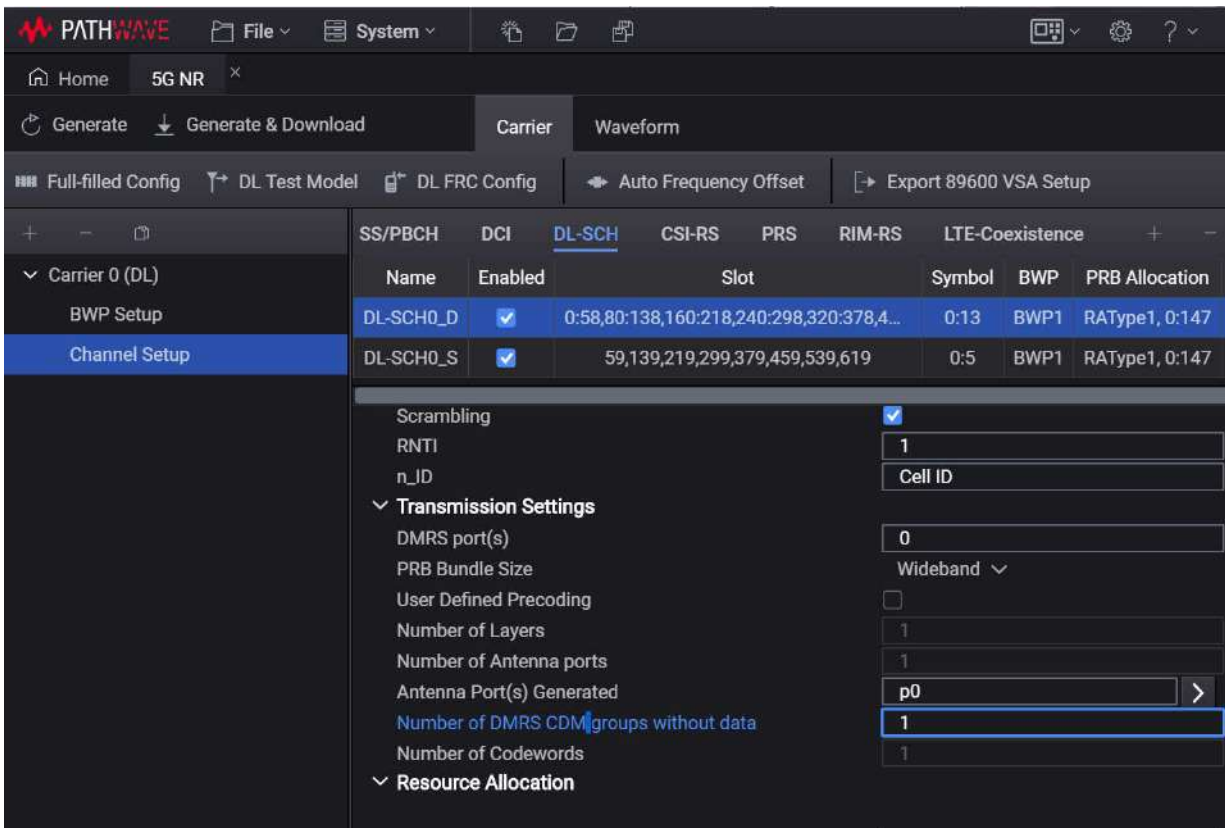 PATHWAVE File System ?
Home 5G NR ×
Generate Generate & Download Carrier Waveform
Full-filled Config DL Test Model DL FRC Config Auto Frequency Offset Export 89600 VSA Setup
+ − SS/PBCH DCI DL-SCH CSI-RS PRS RIM-RS LTE-Coexistence + −
Carrier 0 (DL) Name Enabled Slot Symbol BWP PRB Allocation
BWP Setup DL-SCH0_D 0:58,80:138,160:218,240:298,320:378,4... 0:13 BWP1 RAType1, 0:147
Channel Setup DL-SCH0_S 59,139,219,299,379,459,539,619 0:5 BWP1 RAType1, 0:147
Scrambling
RNTI 1
n_ID Cell ID
Transmission Settings
DMRS port(s) 0
PRB Bundle Size Wideband
User Defined Precoding
Number of Layers 1
Number of Antenna ports 1
Antenna Port(s) Generated p0
Number of DMRS CDM groups without data 1
Number of Codewords 1
Resource Allocation